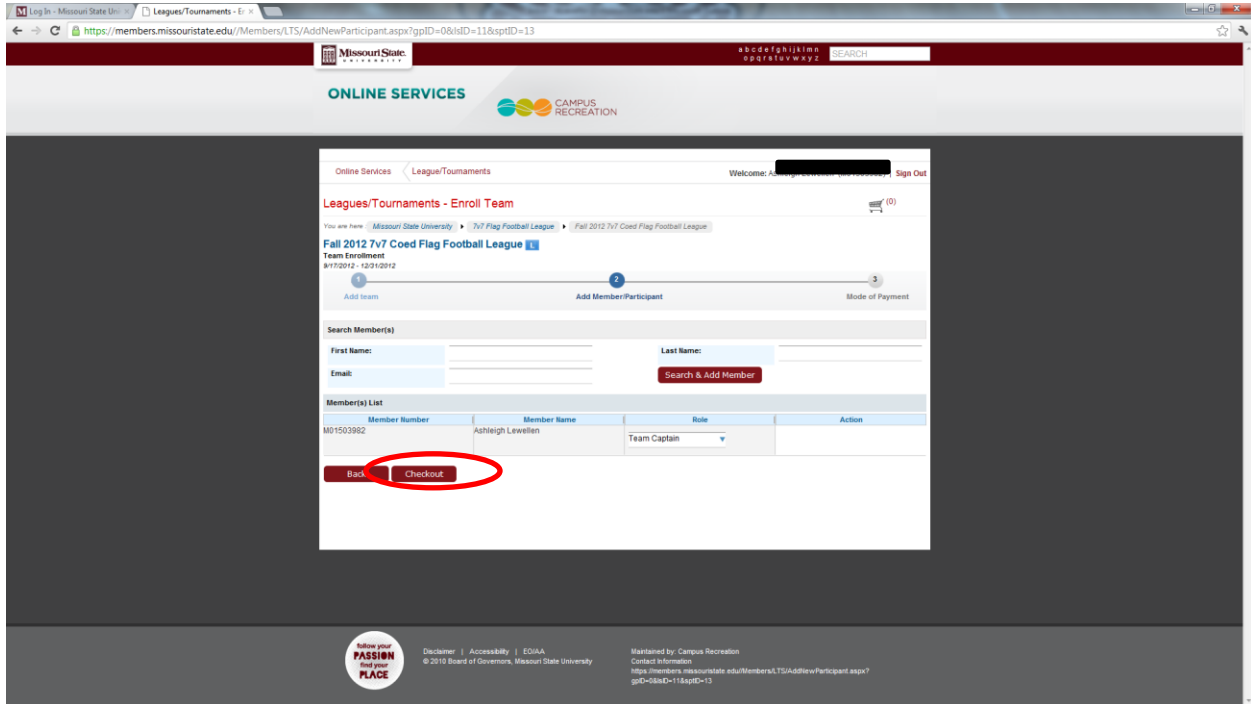 Log In - Missouri State Uni
Leagues/Tournaments - Er
https://members.missouristate.edu//Members/LTS/AddNewParticipant.aspx?gpID=0&lsID=11&sptID=13
Missouri State.
UNIVERSITY
a b c d e f g h i j k l m n
o p q r s t u v w x y z
SEARCH
ONLINE SERVICES
CAMPUS
RECREATION
Online Services
League/Tournaments
Welcome:
Sign Out
Leagues/Tournaments - Enroll Team
(0)
You are here Missouri State University 7v7 Flag Football League Fall 2012 7v7 Coed Flag Football League
Fall 2012 7v7 Coed Flag Football League L
Team Enrollment
9/17/2012 - 12/31/2012
1 2 3
Add team Add Member/Participant Mode of Payment
Search Member(s)
First Name: Last Name:
Email: Search & Add Member
Member(s) List
Member Number Member Name Role Action
M01503982 Ashleigh Lewellen Team Captain
Back Checkout
follow your
PASSION
find your
PLACE
Disclaimer | Accessibility | EO/AA
© 2010 Board of Governors, Missouri State University
Maintained by: Campus Recreation
Contact Information
https://members.missouristate.edu//Members/LTS/AddNewParticipant.aspx?
gpID=0&lsID=11&sptID=13